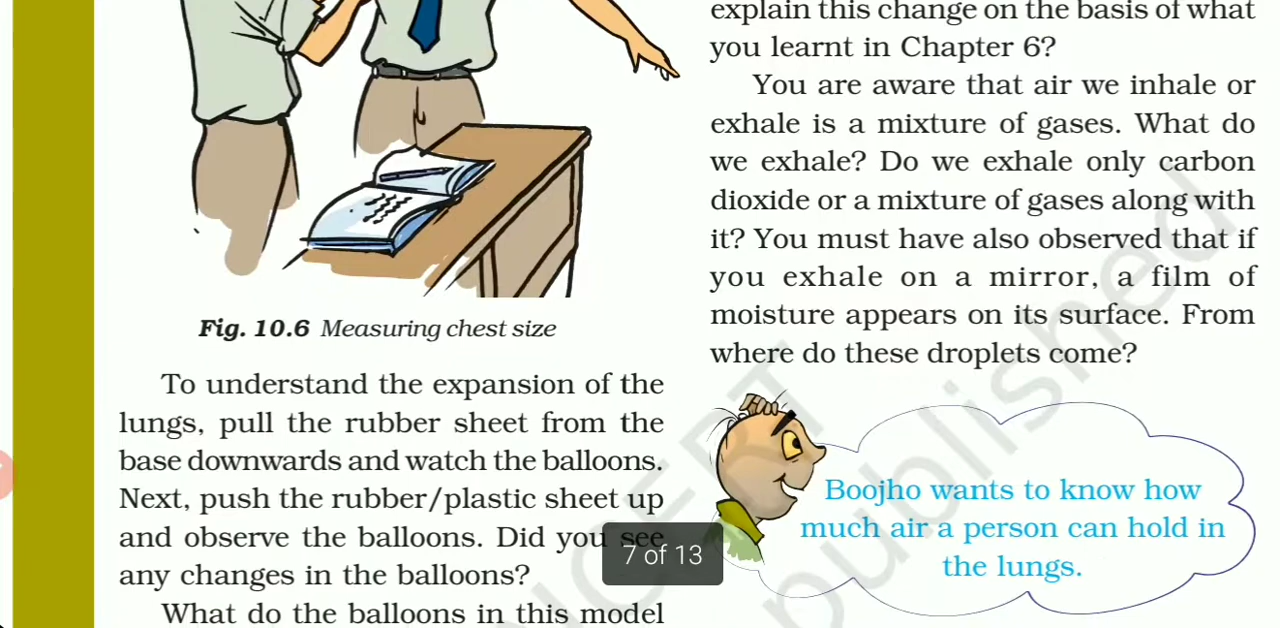 Fig. 10.6 Measuring chest size
To understand the expansion of the
lungs, pull the rubber sheet from the
base downwards and watch the balloons.
Next, push the rubber/plastic sheet up
and observe the balloons. Did you see
any changes in the balloons?
What do the balloons in this model
explain this change on the basis of what
you learnt in Chapter 6?
You are aware that air we inhale or
exhale is a mixture of gases. What do
we exhale? Do we exhale only carbon
dioxide or a mixture of gases along with
it? You must have also observed that if
you exhale on a mirror, a film of
moisture appears on its surface. From
where do these droplets come?
Boojho wants to know how
much air a person can hold in
the lungs.
7 of 13
NCERT
published